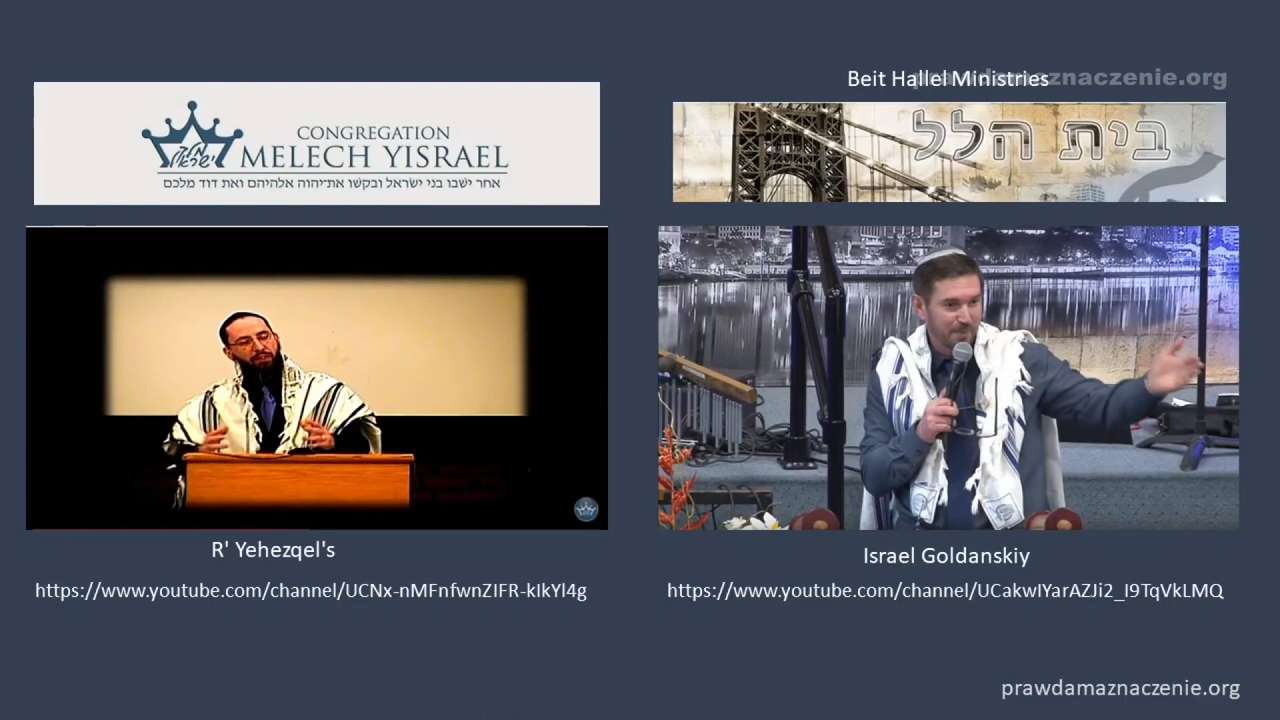 CONGREGATION
מלך ישראל
MELECH YISRAEL
אחר ישבו בני ישראל ובקשו את־יהוה אלהיהם ואת דוד מלכם
R' Yehezqel's
https://www.youtube.com/channel/UCNx-nMFnfwnZIFR-kIkYl4g
prawdamaznaczenie.org
Beit Hallel Ministries
בית הלל
Israel Goldanskiy
https://www.youtube.com/channel/UCakwIYarAZJi2_I9TqVkLMQ
prawdamaznaczenie.org